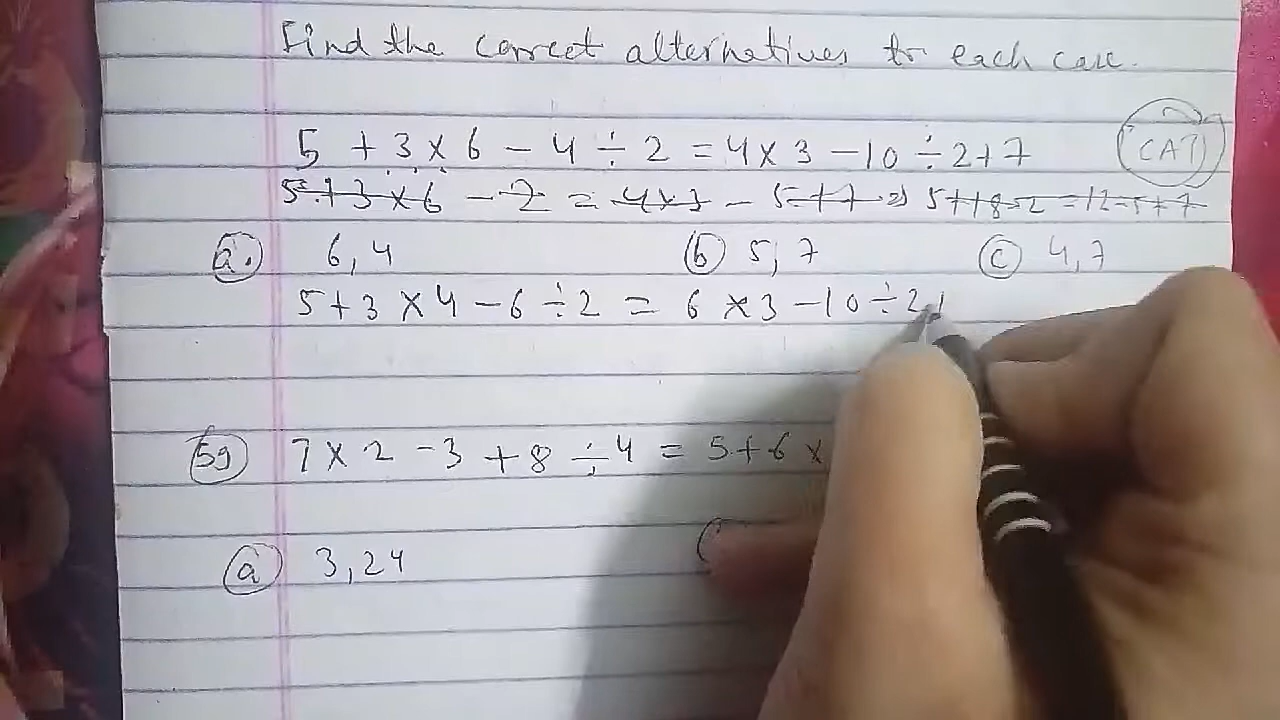 Find the correct alternatives to each case.
5 + 3 × 6 - 4 ÷ 2 = 4 × 3 - 10 ÷ 2 + 7
(CAT)
5 + 3 × 6 - 2 = 4 × 3 - 5 + 7 ⇒ 5 + 18 - 2 = 12 - 5 + 7
a. 6, 4 (b) 5, 7 (c) 4, 7
5 + 3 × 4 - 6 ÷ 2 = 6 × 3 - 10 ÷ 2
59 7 × 2 - 3 + 8 ÷ 4 = 5 + 6 ×
(a) 3, 24